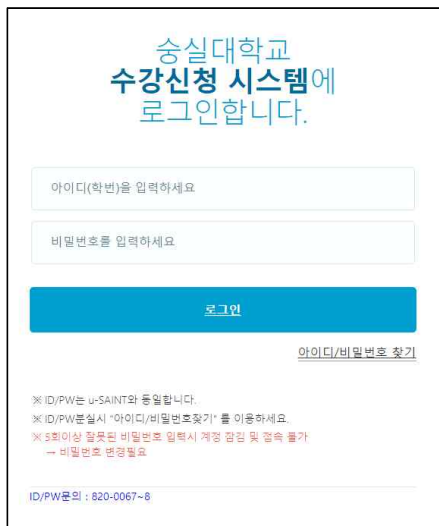 숭실대학교
수강신청 시스템에
로그인합니다.
아이디(학번)을 입력하세요
비밀번호를 입력하세요
로그인
아이디/비밀번호 찾기
※ ID/PW는 u-SAINT와 동일합니다.
※ ID/PW분실시 "아이디/비밀번호찾기" 를 이용하세요.
※ 5회이상 잘못된 비밀번호 입력시 계정 잠김 및 접속 불가
→ 비밀번호 변경필요
ID/PW문의 : 820-0067~8